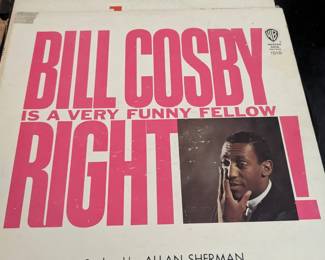 BILL COSBY
IS A VERY FUNNY FELLOW
RIGHT!
ALLAN SHERMAN